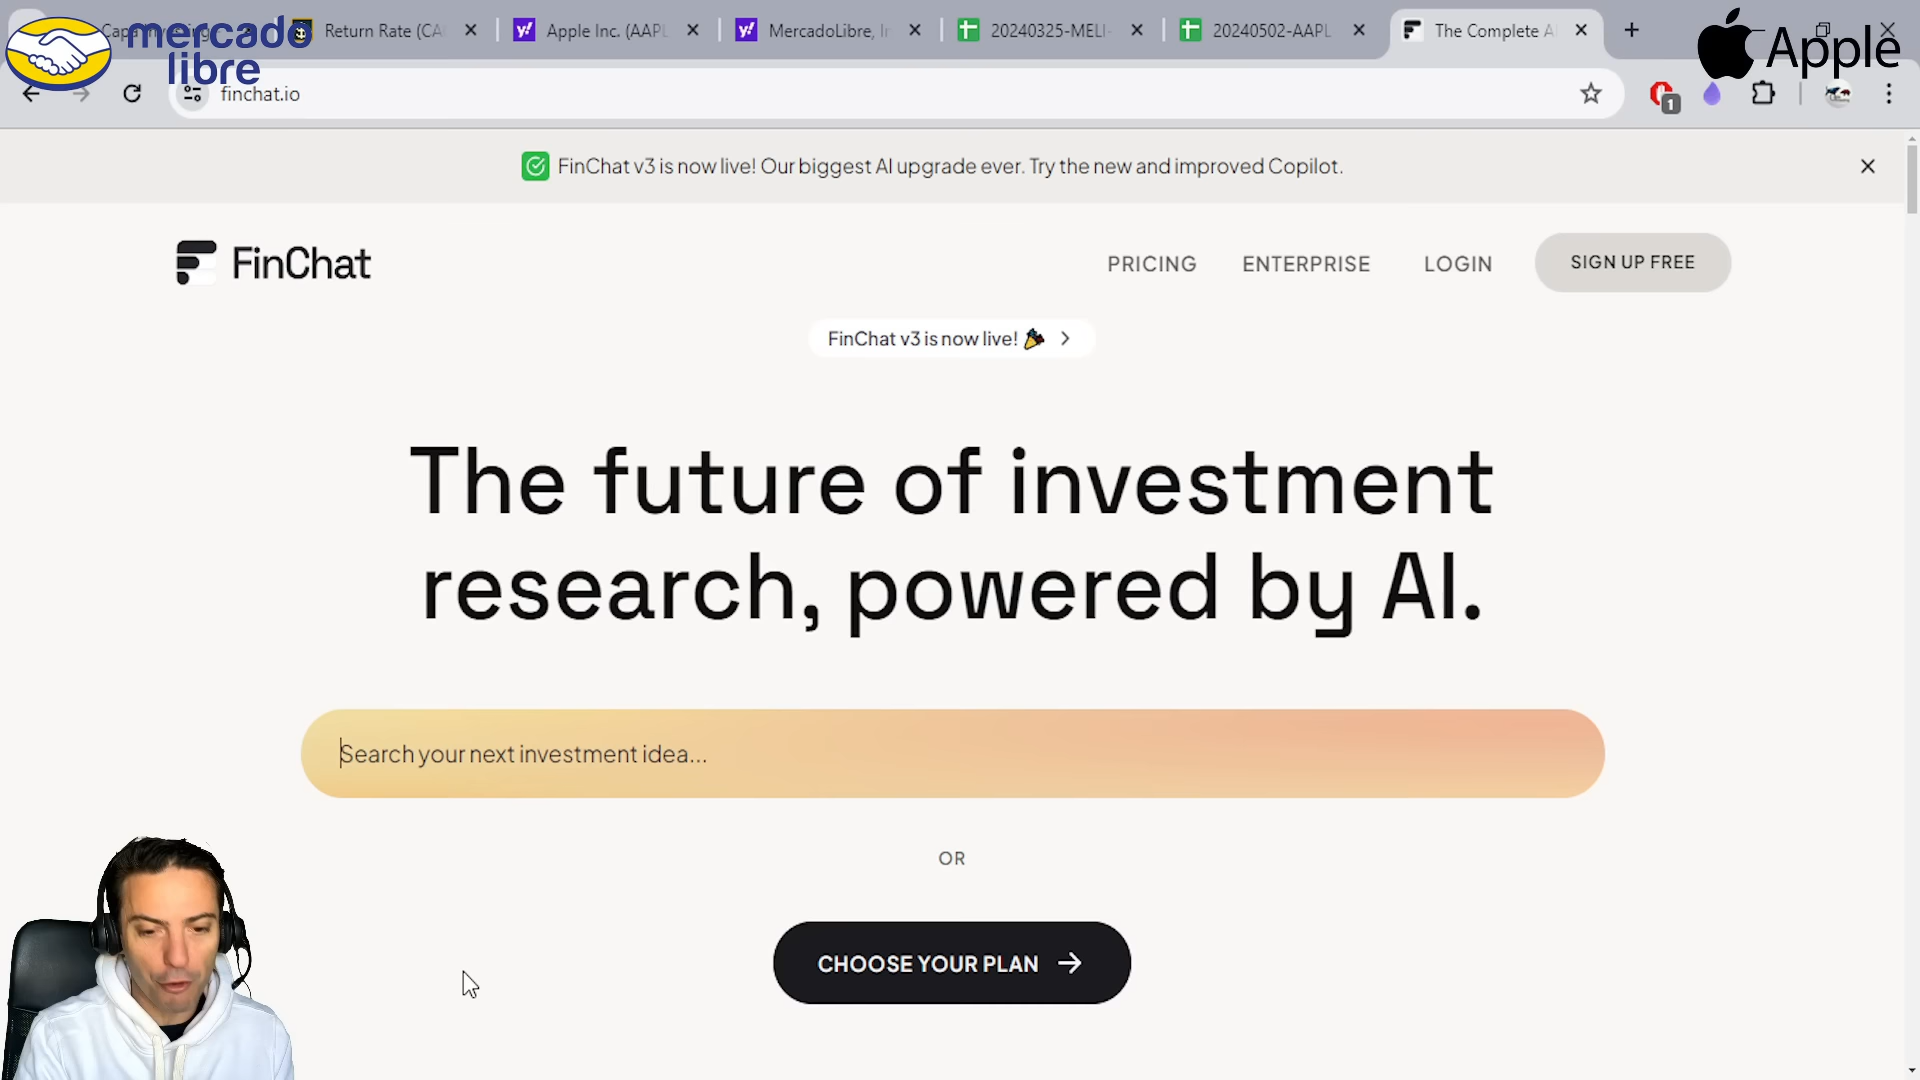 mercado
libre
Return Rate (CA
Apple Inc. (AAPL
MercadoLibre, In
20240325-MELI-
20240502-AAPL
The Complete A
Apple
finchat.io
1
FinChat v3 is now live! Our biggest AI upgrade ever. Try the new and improved Copilot.
FinChat
PRICING
ENTERPRISE
LOGIN
SIGN UP FREE
FinChat v3 is now live!
The future of investment
research, powered by AI.
Search your next investment idea...
OR
CHOOSE YOUR PLAN